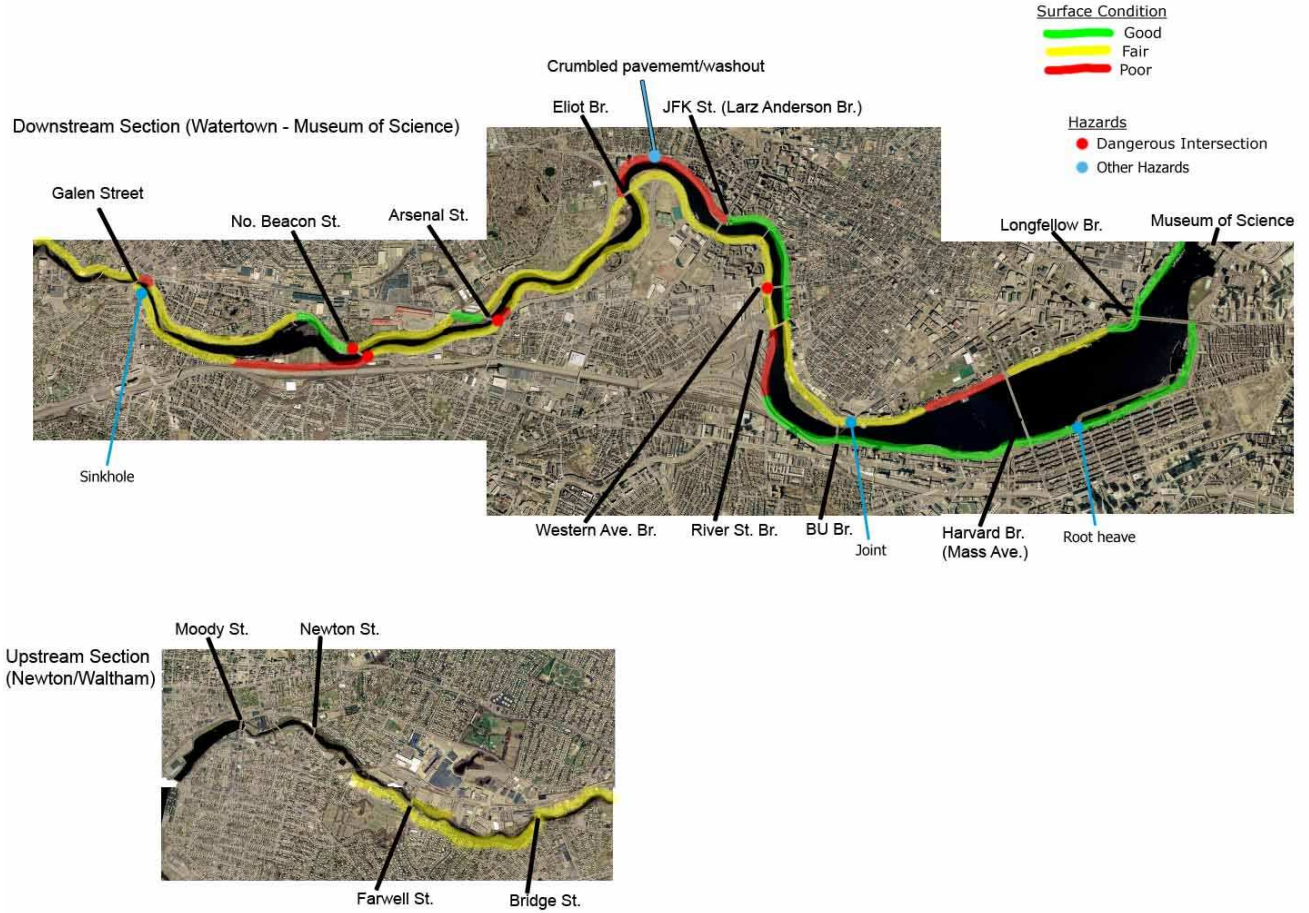 Surface Condition
Good
Fair
Poor
Hazards
Dangerous Intersection
Other Hazards
Crumbled pavememt/washout
Eliot Br.
JFK St. (Larz Anderson Br.)
Downstream Section (Watertown - Museum of Science)
Galen Street
No. Beacon St.
Arsenal St.
Longfellow Br.
Museum of Science
Sinkhole
Western Ave. Br.
River St. Br.
BU Br.
Joint
Harvard Br.
(Mass Ave.)
Root heave
Moody St.
Newton St.
Upstream Section
(Newton/Waltham)
Farwell St.
Bridge St.